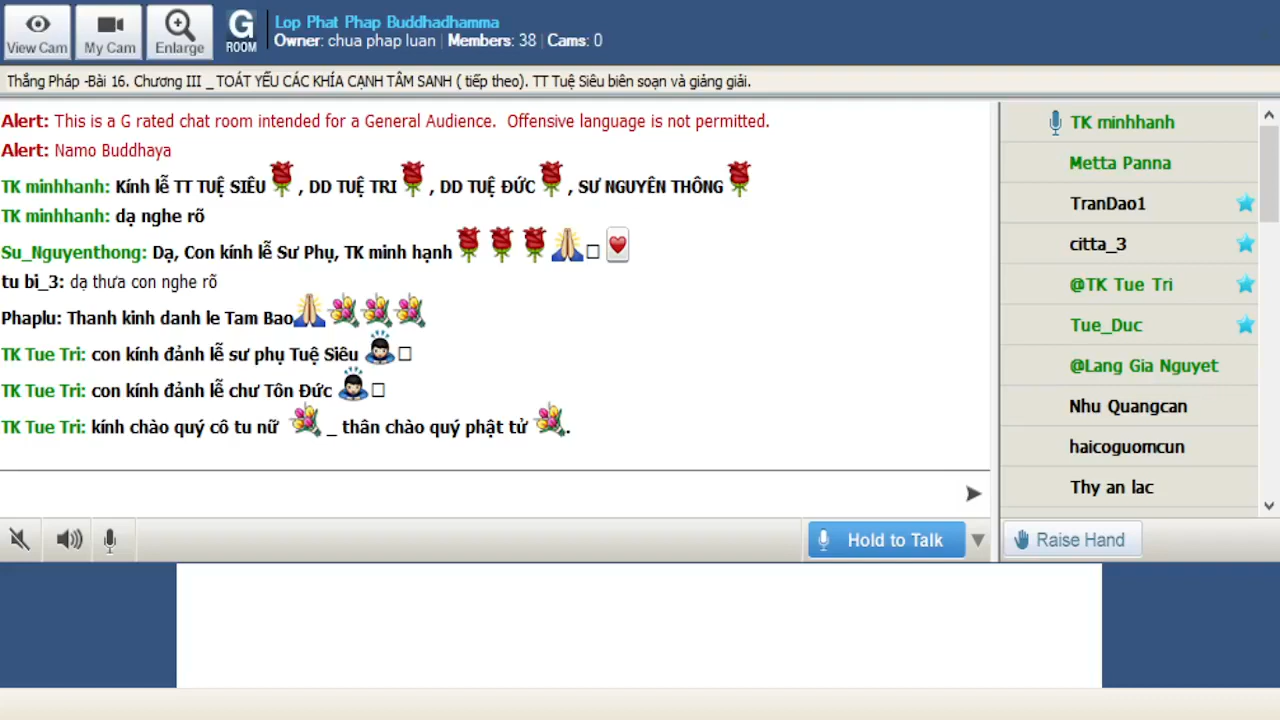 View Cam
My Cam
Enlarge
G
ROOM
Lop Phat Phap Buddhadhamma
Owner: chua phap luan | Members: 38 | Cams: 0
Thắng Pháp -Bài 16. Chương III _ TOÁT YẾU CÁC KHÍA CẠNH TÂM SANH ( tiếp theo). TT Tuệ Siêu biên soạn và giảng giải.
Alert: This is a G rated chat room intended for a General Audience.  Offensive language is not permitted.
Alert: Namo Buddhaya
TK minhhanh: Kính lễ TT TUỆ SIÊU , DD TUỆ TRI , DD TUỆ ĐỨC , SƯ NGUYÊN THÔNG
TK minhhanh: dạ nghe rõ
Su_Nguyenthong: Dạ, Con kính lễ Sư Phụ, TK minh hạnh
tu bi_3: dạ thưa con nghe rõ
Phaplu: Thanh kinh danh le Tam Bao
TK Tue Tri: con kính đảnh lễ sư phụ Tuệ Siêu
TK Tue Tri: con kính đảnh lễ chư Tôn Đức
TK Tue Tri: kính chào quý cô tu nữ _ thân chào quý phật tử .
TK minhhanh
Metta Panna
TranDao1
citta_3
@TK Tue Tri
Tue_Duc
@Lang Gia Nguyet
Nhu Quangcan
haicoguomcun
Thy an lac
Hold to Talk
Raise Hand